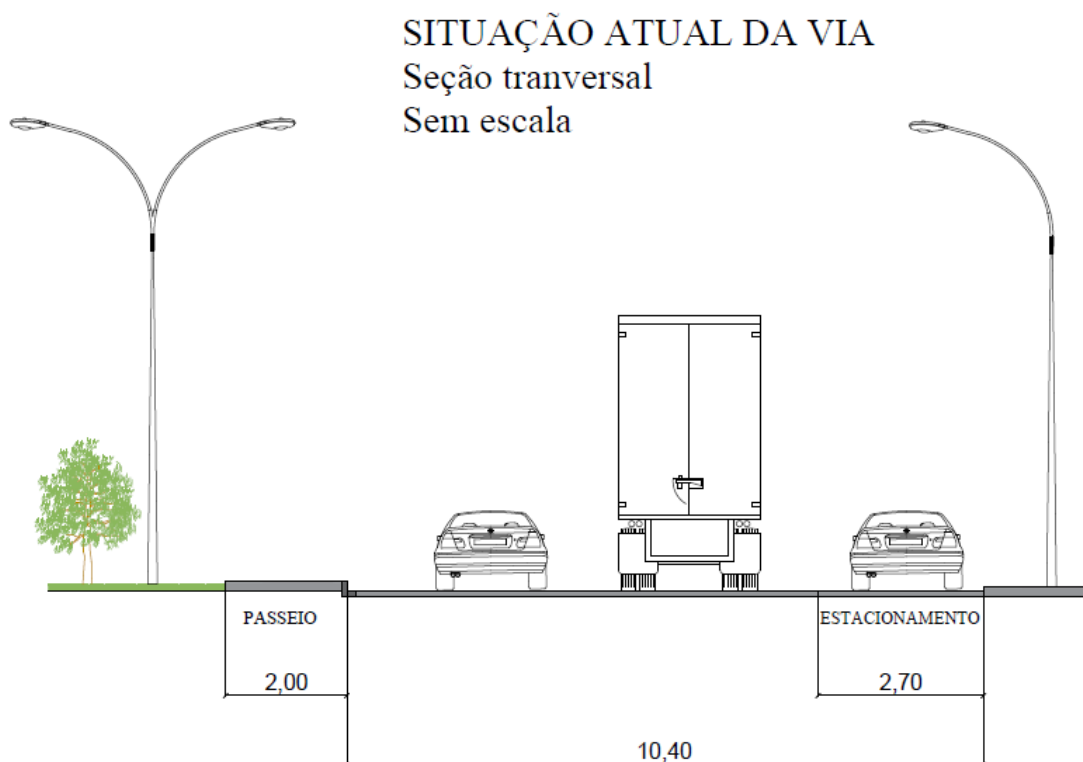 SITUAÇÃO ATUAL DA VIA
Seção tranversal
Sem escala
PASSEIO
ESTACIONAMENTO
2,00
2,70
10,40